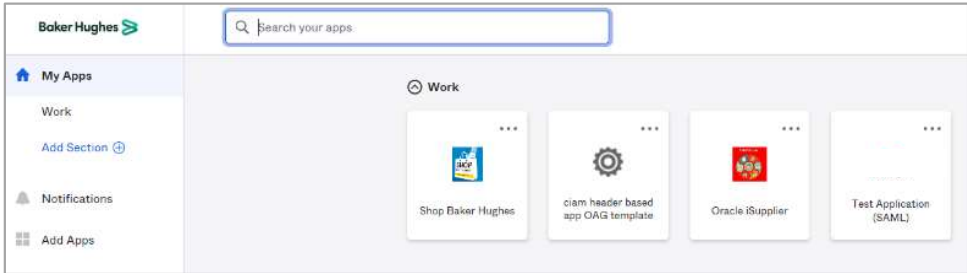 Baker Hughes
Search your apps
My Apps
Work
Add Section
Notifications
Add Apps
Work
Shop Baker Hughes
ciam header based
app OAG template
Oracle iSupplier
Test Application
(SAML)